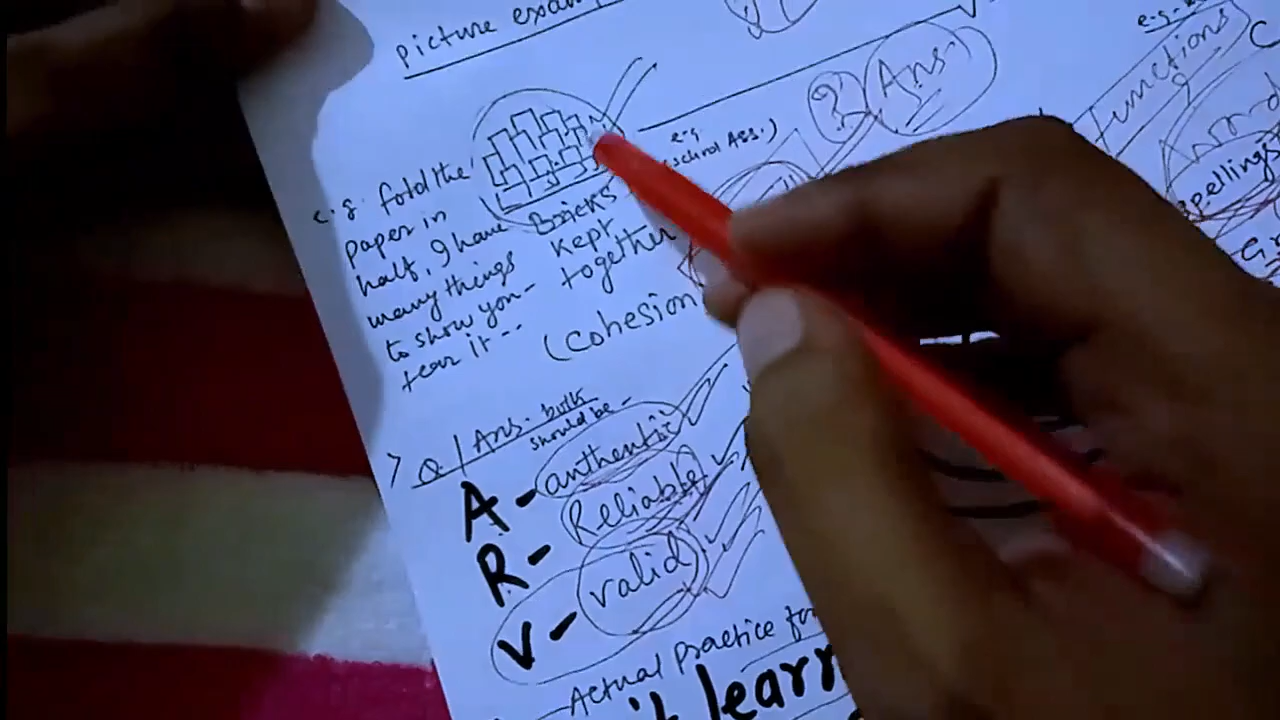 picture exam
? Ans.
e.g.
school Ass.)
Functions
spellings
e.g. fold the
paper in
half, I have
many things
to show you-
tear it --
Bricks
kept
together
(cohesion
> Q/Ans. bulk
should be -
A - authentic
R - Reliable
V - valid
Actual Practice for
learn